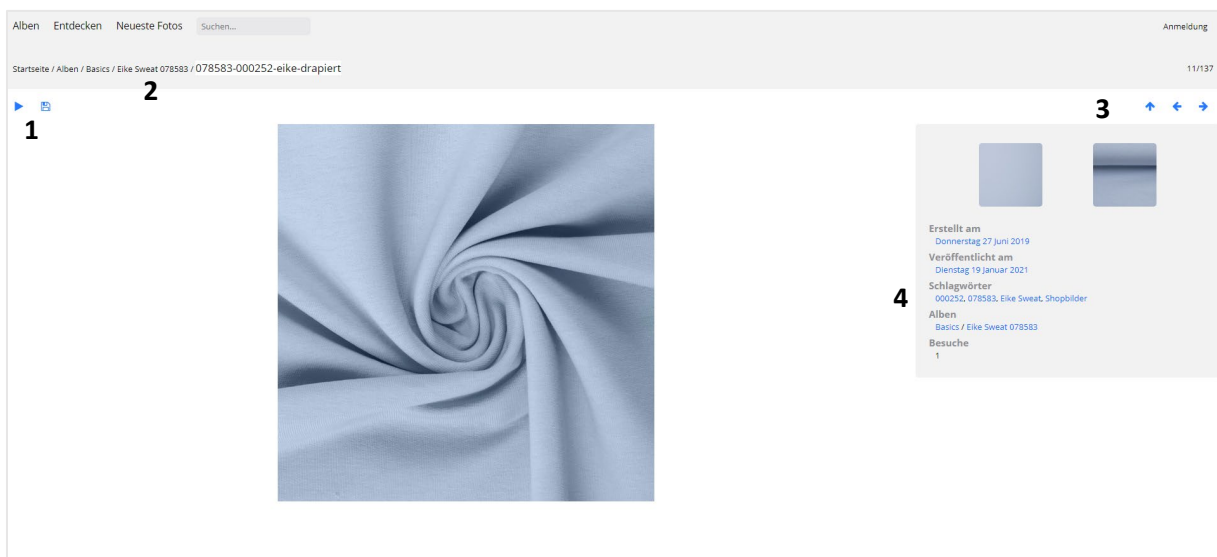 Alben Entdecken Neueste Fotos Suchen... Anmeldung
Startseite / Alben / Basics / Eike Sweat 078583 / 078583-000252-eike-drapiert 11/137
2
3
1
Erstellt am
Donnerstag 27 Juni 2019
Veröffentlicht am
Dienstag 19 Januar 2021
Schlagwörter
4
000252, 078583, Eike Sweat, Shopbilder
Alben
Basics / Eike Sweat 078583
Besuche
1